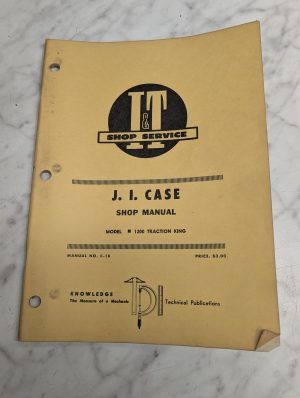 I&T
SHOP SERVICE
J. I. CASE
SHOP MANUAL
MODEL ■ 1200 TRACTION KING
MANUAL NO. C-18
PRICE, $3.00
KNOWLEDGE
The Measure of a Mechanic
Technical Publications